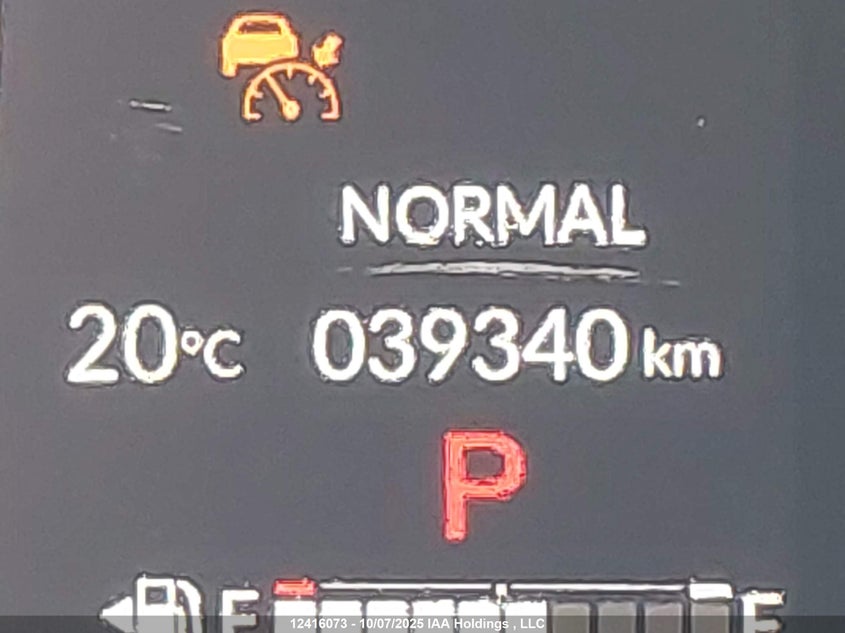 NORMAL
20°C 039340 km
P
E F
12416073 - 10/07/2025 IAA Holdings , LLC